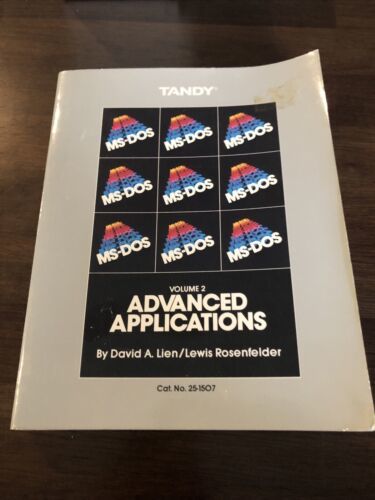 TANDY®
MS-DOS MS-DOS MS-DOS
MS-DOS MS-DOS MS-DOS
MS-DOS MS-DOS MS-DOS
VOLUME 2
ADVANCED
APPLICATIONS
By David A. Lien/Lewis Rosenfelder
Cat. No. 25-1507